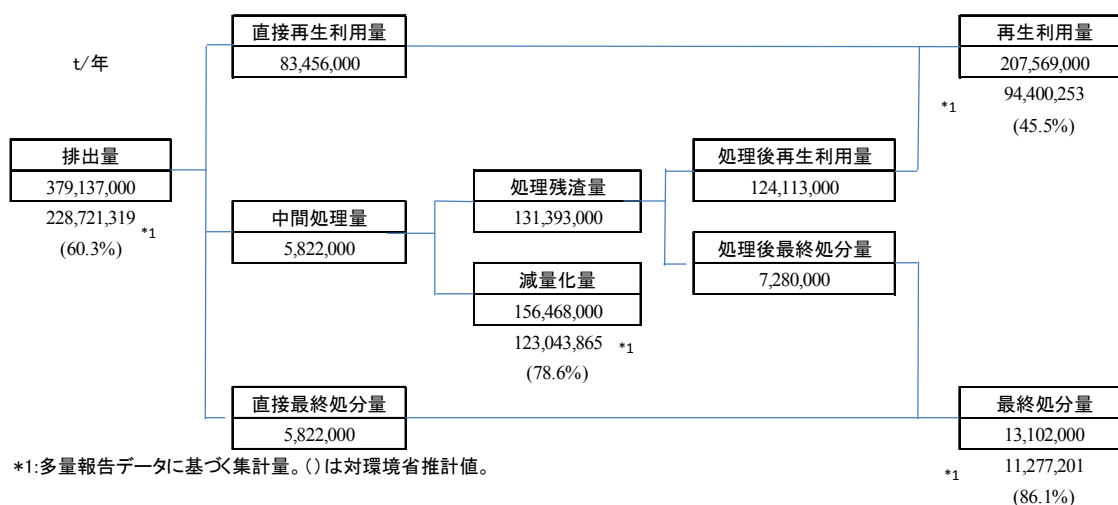 直接再生利用量
83,456,000
再生利用量
207,569,000
t/年
*1
94,400,253
(45.5%)
排出量
379,137,000
228,721,319
*1
(60.3%)
処理後再生利用量
124,113,000
処理残渣量
131,393,000
中間処理量
5,822,000
処理後最終処分量
7,280,000
減量化量
156,468,000
123,043,865
*1
(78.6%)
直接最終処分量
5,822,000
最終処分量
13,102,000
*1:多量報告データに基づく集計量。()は対環境省推計値。
*1
11,277,201
(86.1%)